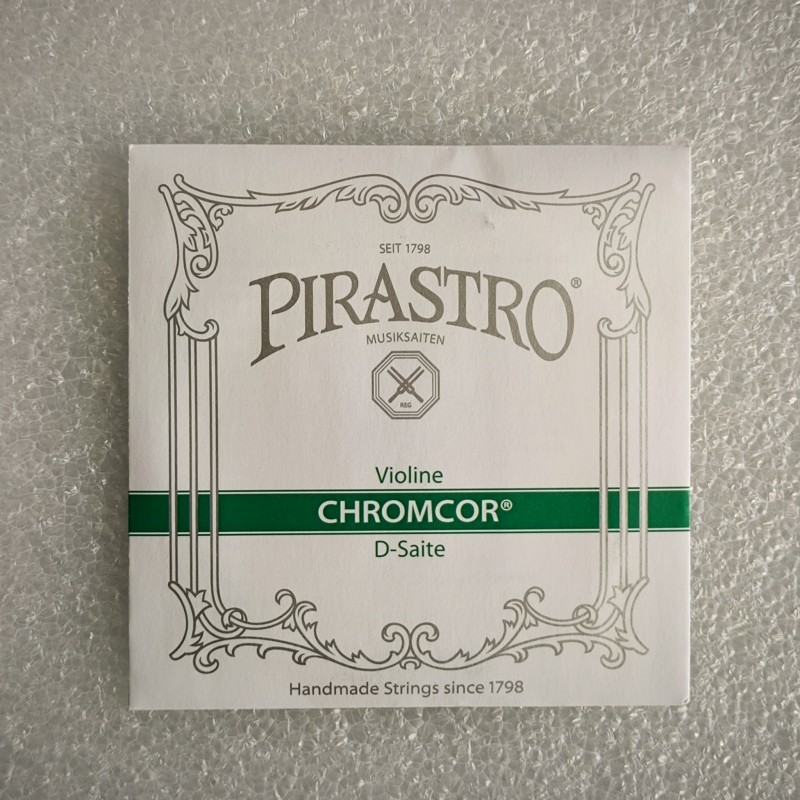 SEIT 1798
PIRASTRO®
MUSIKSAITEN
REG
Violine
CHROMCOR®
D-Saite
Handmade Strings since 1798